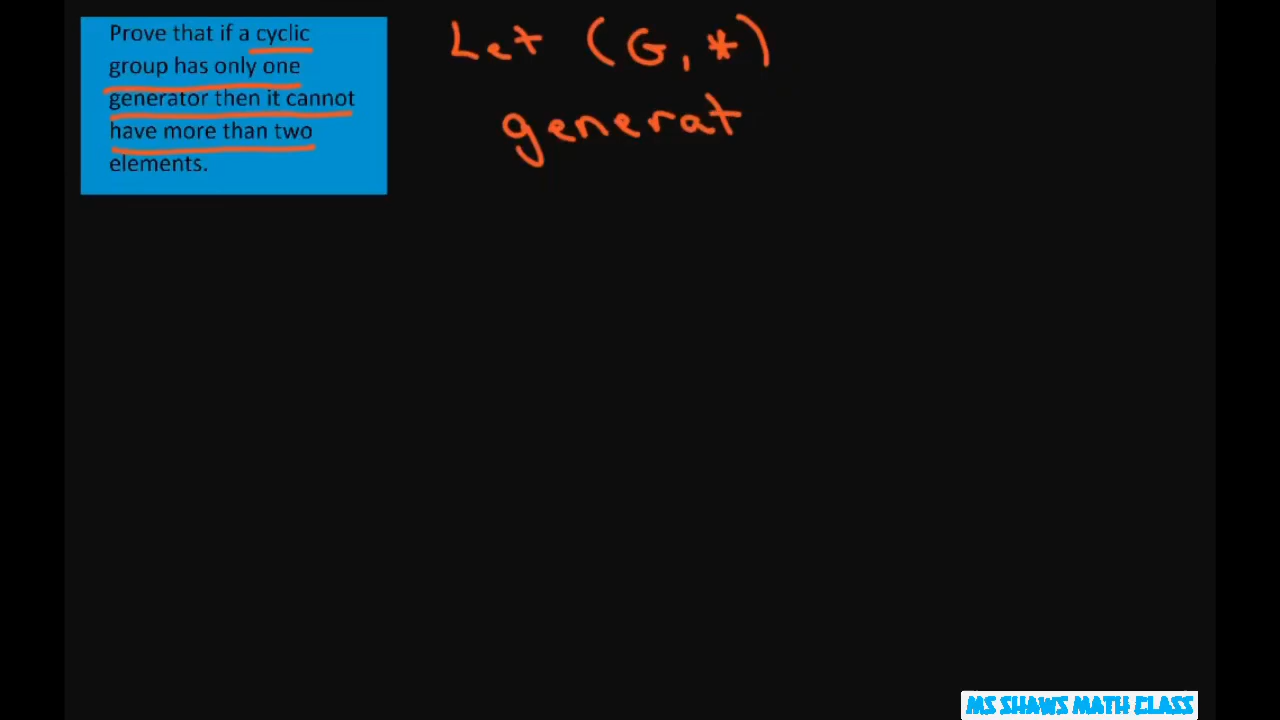 Prove that if a cyclic
group has only one
generator then it cannot
have more than two
elements.
Let (G, *)
generat
MS SHAWS MATH CLASS